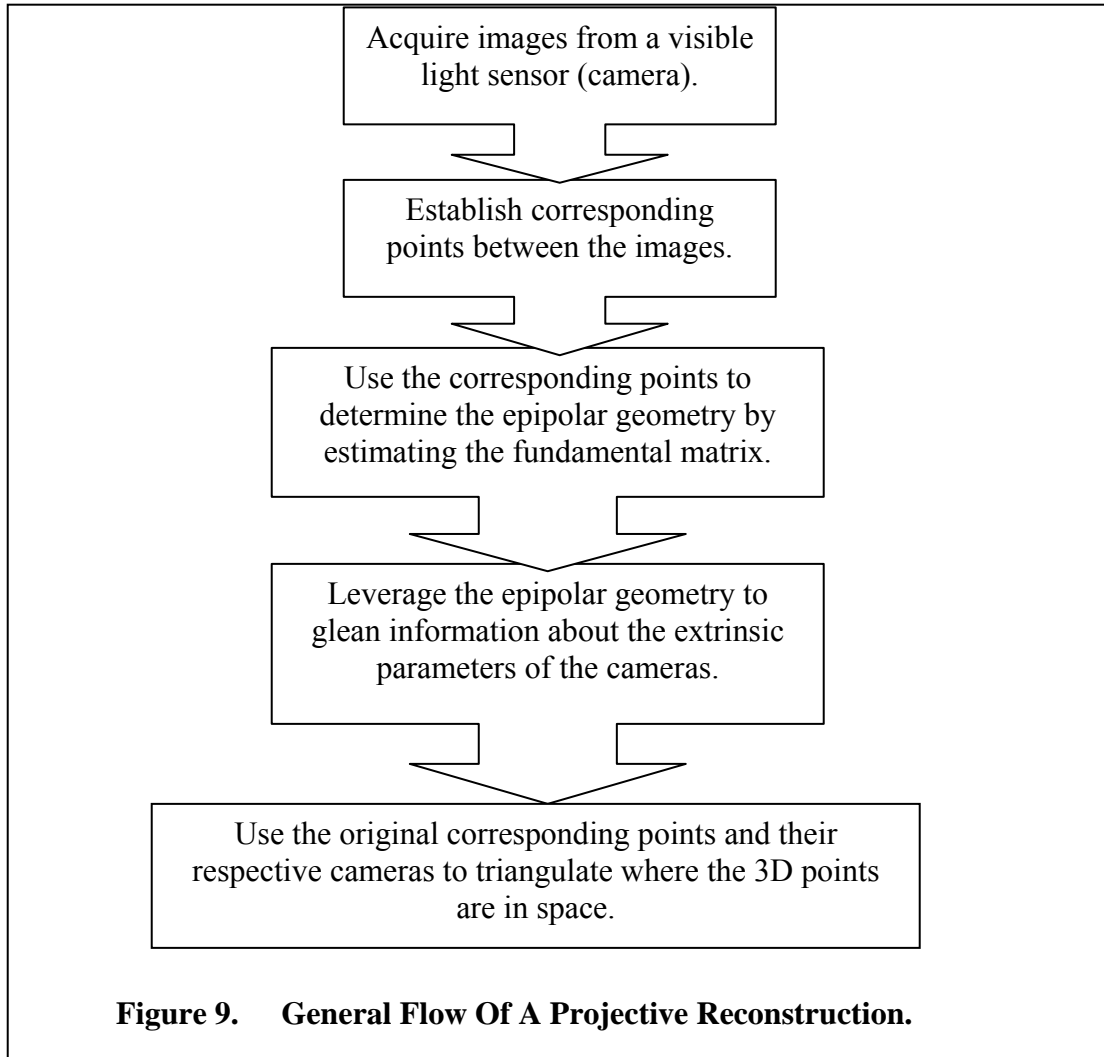 Acquire images from a visible
light sensor (camera).
Establish corresponding
points between the images.
Use the corresponding points to
determine the epipolar geometry by
estimating the fundamental matrix.
Leverage the epipolar geometry to
glean information about the extrinsic
parameters of the cameras.
Use the original corresponding points and their
respective cameras to triangulate where the 3D points
are in space.
Figure 9. General Flow Of A Projective Reconstruction.